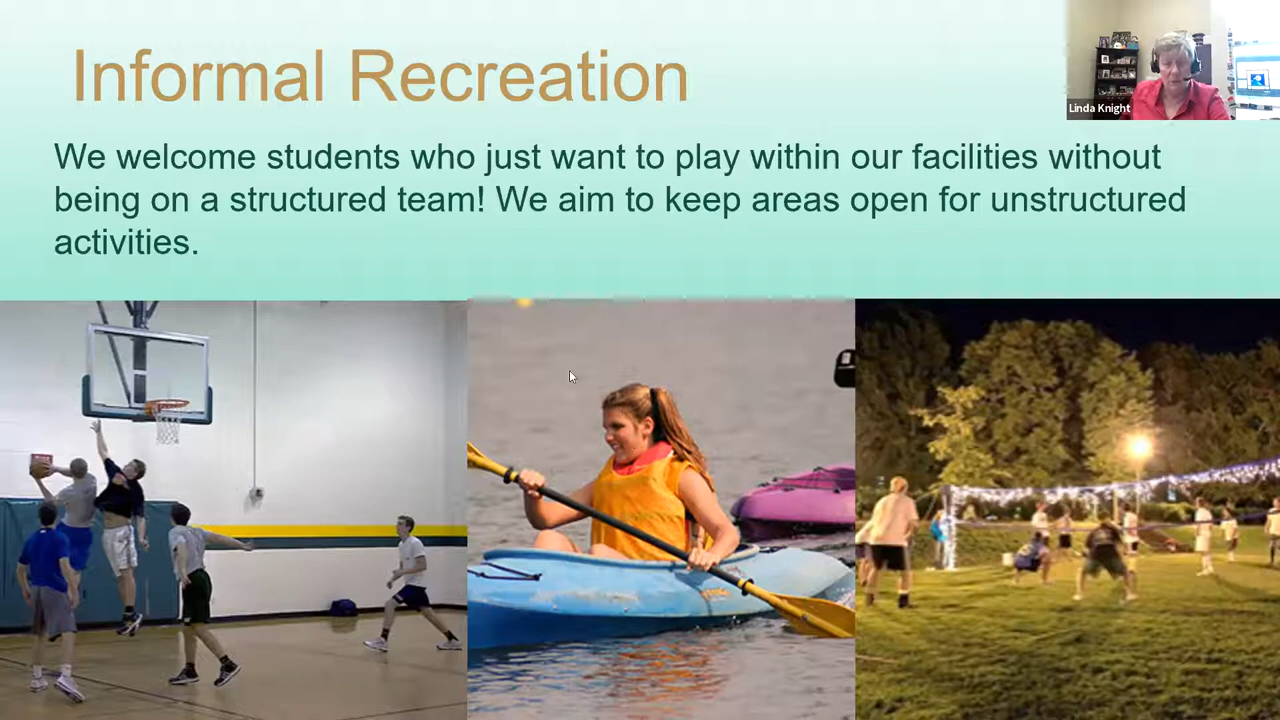 Informal Recreation
Linda Knight
We welcome students who just want to play within our facilities without
being on a structured team! We aim to keep areas open for unstructured
activities.